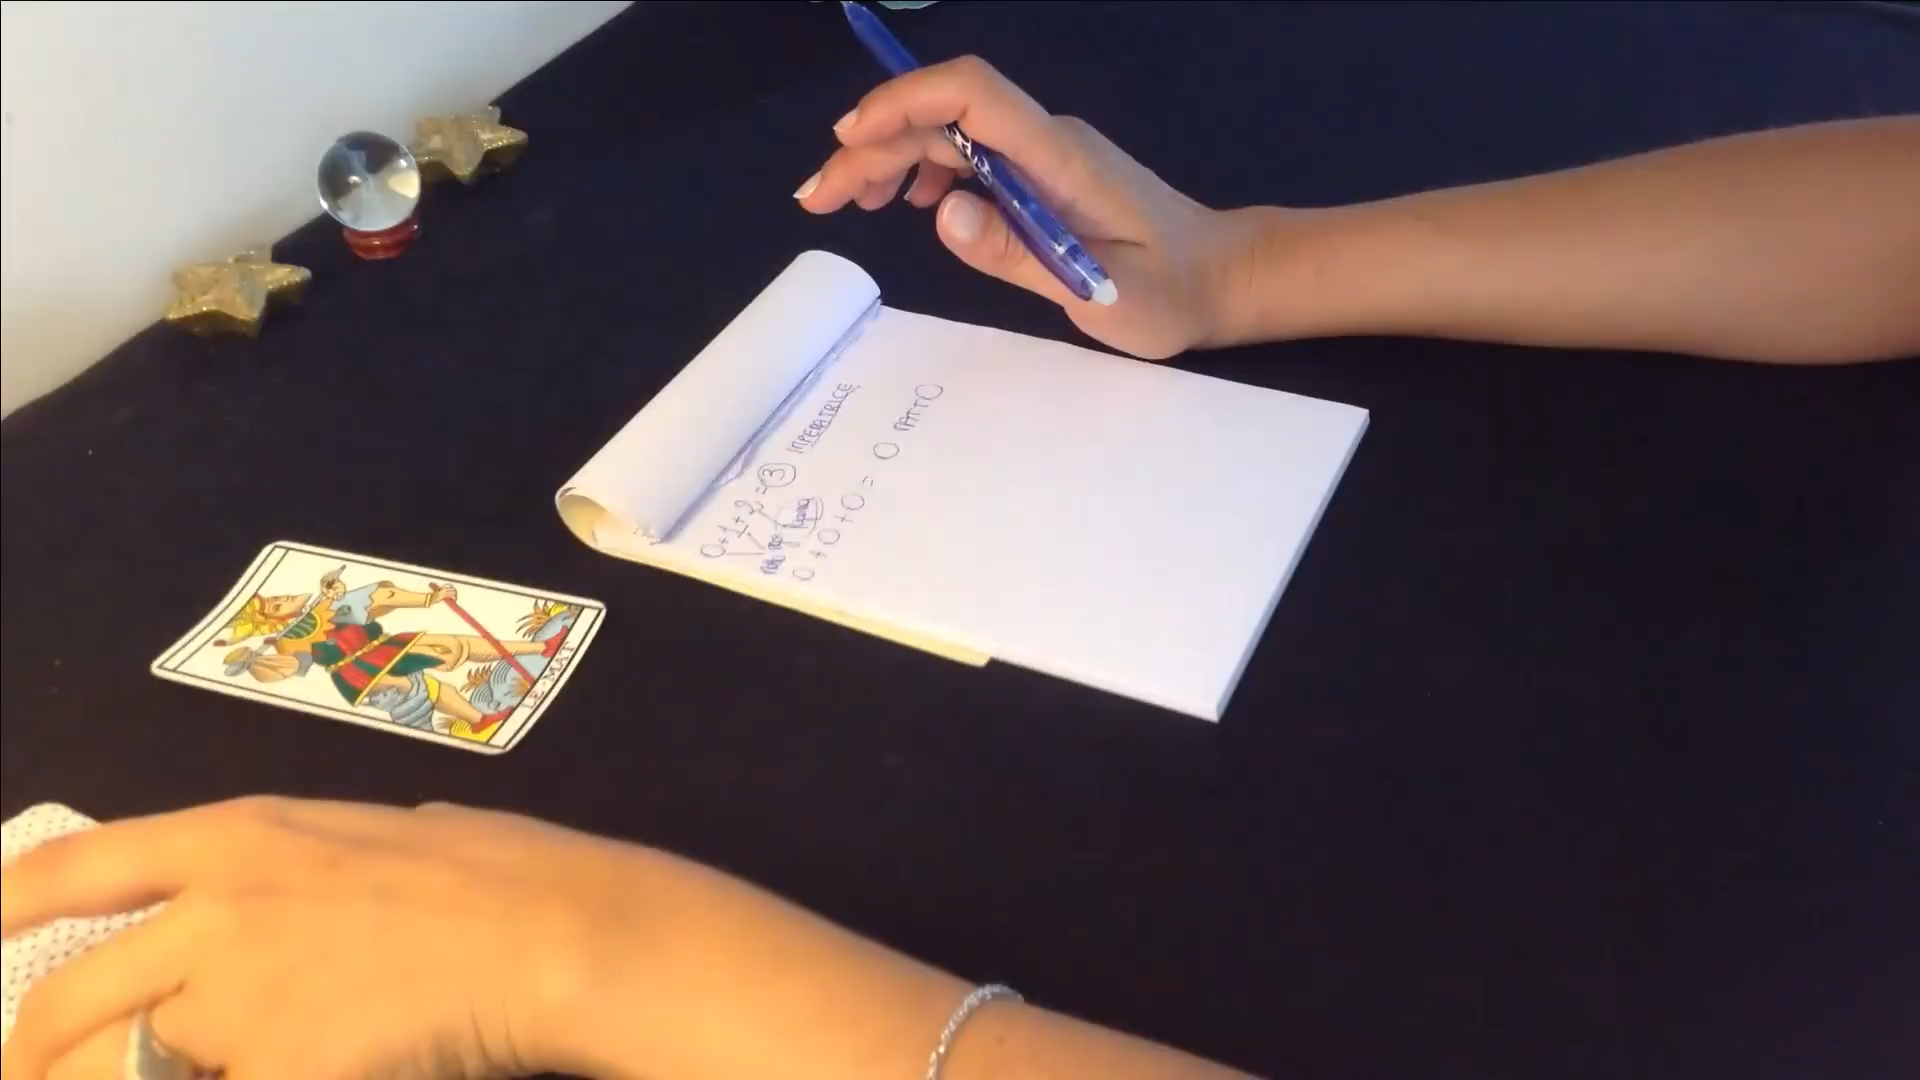 0+1+2=3 IMPERATRICE
0+0+0= 0 MATTO
LE·MAT